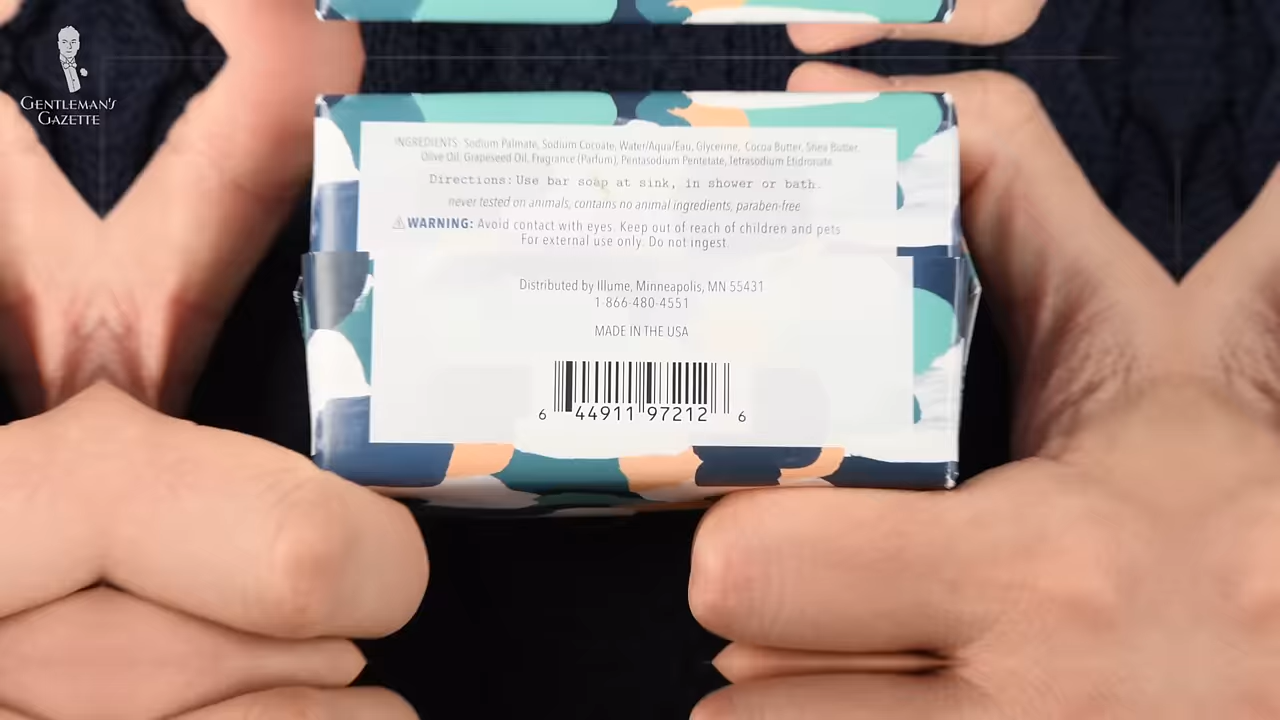 GENTLEMAN'S
GAZETTE
INGREDIENTS: Sodium Palmate, Sodium Cocoate, Water/Aqua/Eau, Glycerine, Cocoa Butter, Shea Butter,
Olive Oil, Grapeseed Oil, Fragrance (Parfum), Pentasodium Pentetate, Tetrasodium Etidronate.
Directions: Use bar soap at sink, in shower or bath.
never tested on animals, contains no animal ingredients, paraben-free
⚠WARNING: Avoid contact with eyes. Keep out of reach of children and pets
For external use only. Do not ingest.
Distributed by Illume, Minneapolis, MN 55431
1-866-480-4551
MADE IN THE USA
6 44911 97212 6